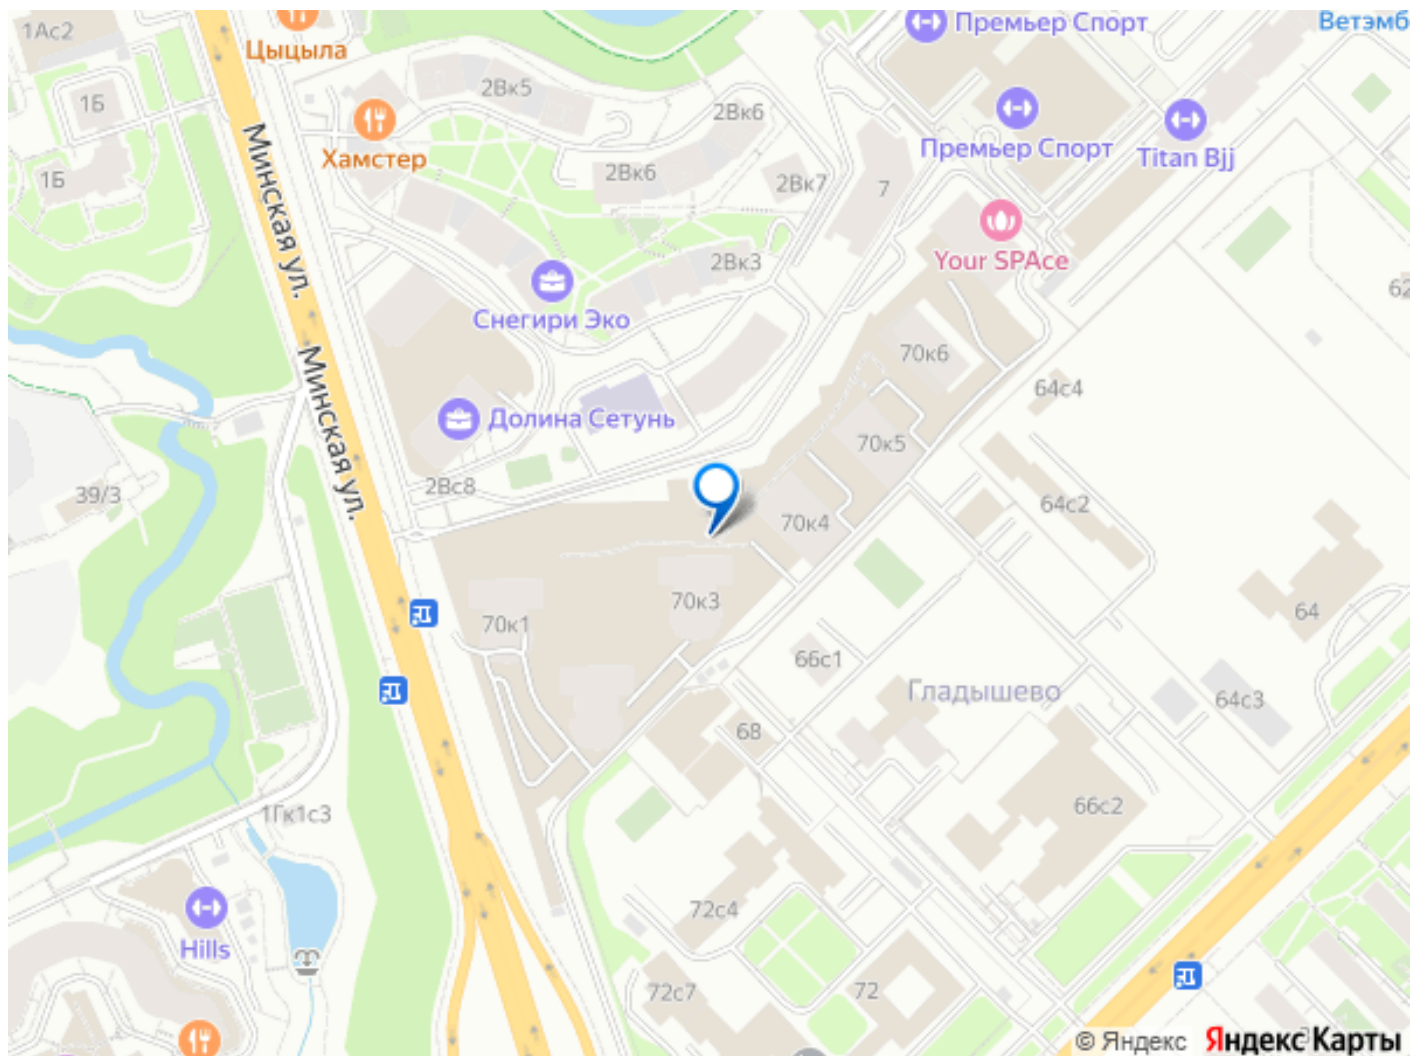 1Ас2
Цыцыла
Премьер Спорт
Ветэмб
2Вк5
1Б
Хамстер
2Вк6
Премьер Спорт
Titan Bjj
Минская ул.
1Б
2Вк6
2Вк7
7
Your SPAce
2Вк3
62
Снегири Эко
Минская ул.
70к6
64с4
Долина Сетунь
70к5
39/3
2Вс8
64с2
70к4
70к3
64
70к1
66с1
Гладышево
64с3
68
66с2
1Гк1с3
72с4
Hills
72с7
72
© Яндекс
Яндекс Карты